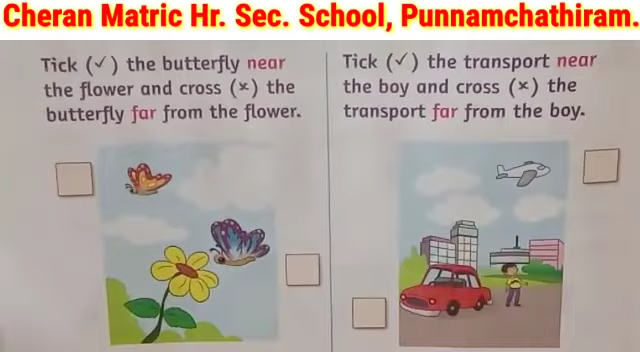 Cheran Matric Hr. Sec. School, Punnamchathiram.
Tick (✓) the butterfly near
the flower and cross (×) the
butterfly far from the flower.
Tick (✓) the transport near
the boy and cross (×) the
transport far from the boy.